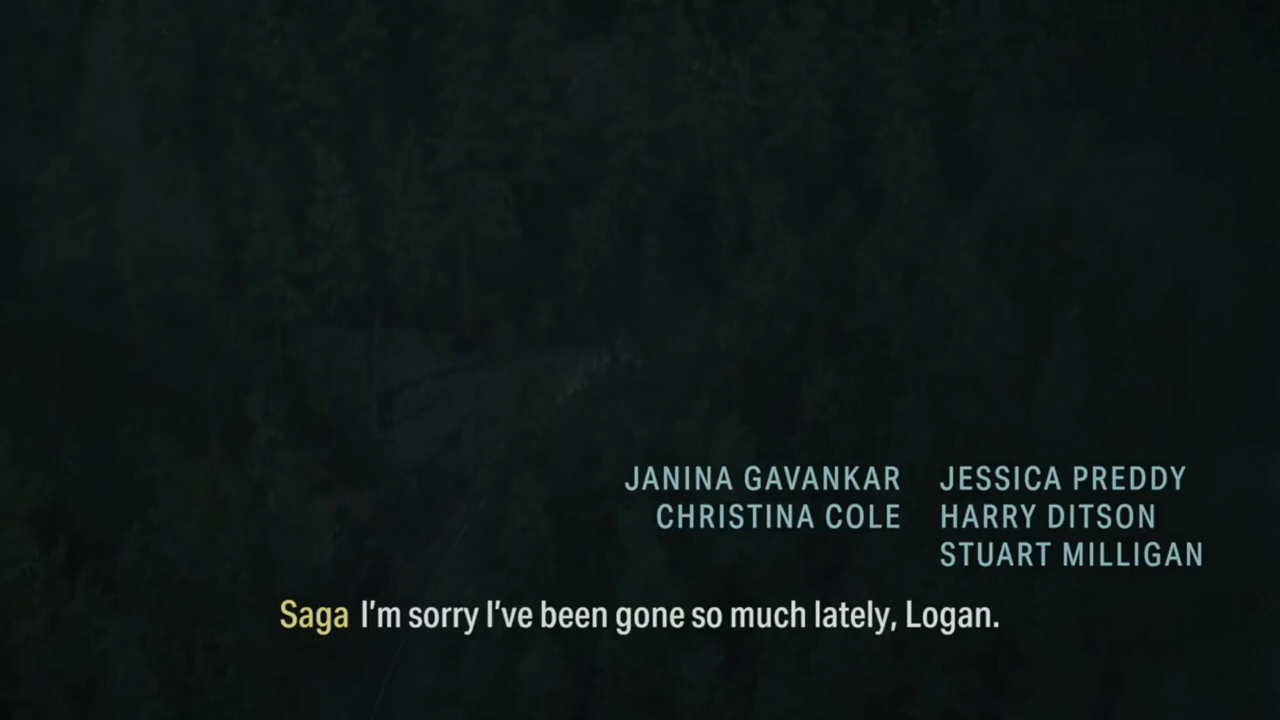 JANINA GAVANKAR
CHRISTINA COLE
JESSICA PREDDY
HARRY DITSON
STUART MILLIGAN
Saga I'm sorry I've been gone so much lately, Logan.